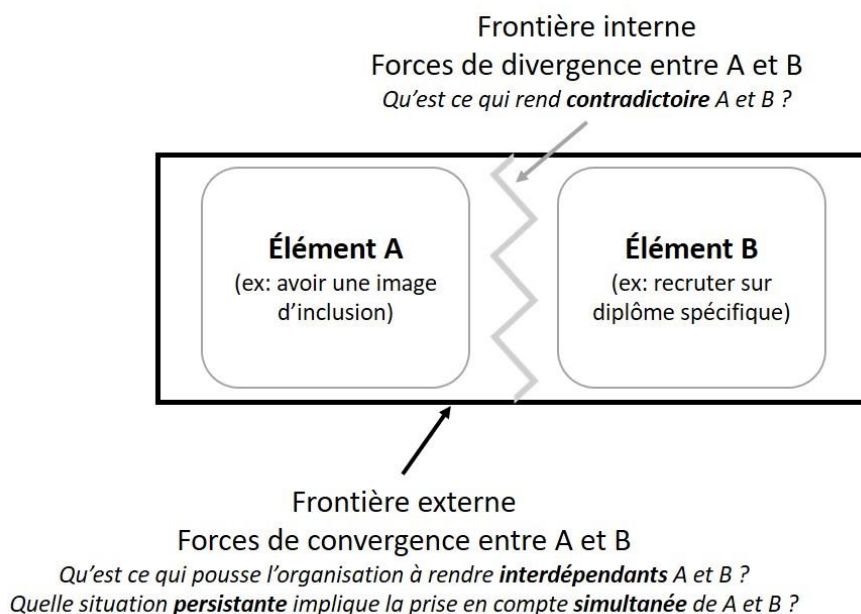 Frontière interne
Forces de divergence entre A et B
Qu’est ce qui rend contradictoire A et B ?
Élément A
(ex: avoir une image
d’inclusion)
Élément B
(ex: recruter sur
diplôme spécifique)
Frontière externe
Forces de convergence entre A et B
Qu’est ce qui pousse l’organisation à rendre interdépendants A et B ?
Quelle situation persistante implique la prise en compte simultanée de A et B ?